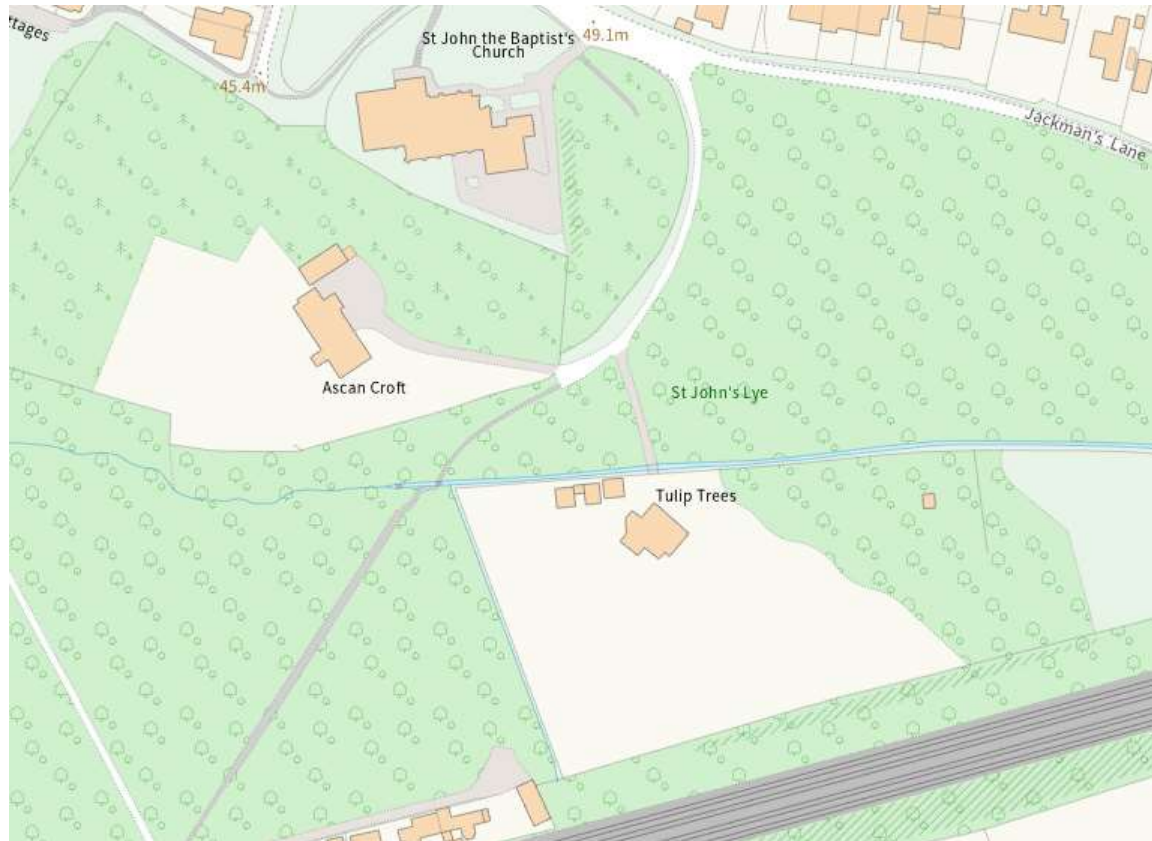 ttages
St John the Baptist's
Church
49.1m
45.4m
Jackman's Lane
Ascan Croft
St John's Lye
Tulip Trees